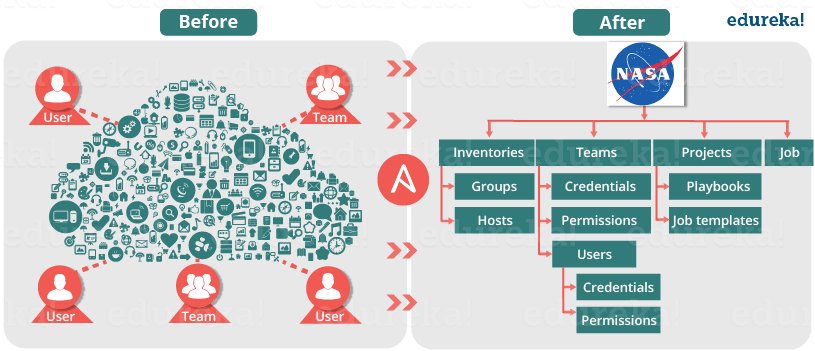 Before
After
edureka!
User
Team
User
Team
User
NASA
Inventories
Teams
Projects
Job
Groups
Credentials
Playbooks
Hosts
Permissions
Job templates
Users
Credentials
Permissions